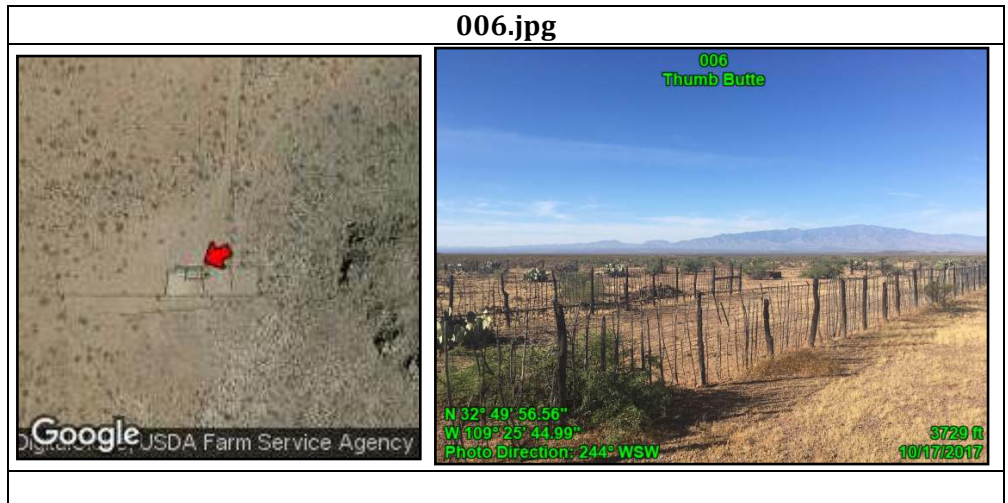 006.jpg
006
Thumb Butte
Google
USDA Farm Service Agency
N 32° 49' 56.56"
W 109° 25' 44.99"
Photo Direction: 244° WSW
3729 ft
10/17/2017